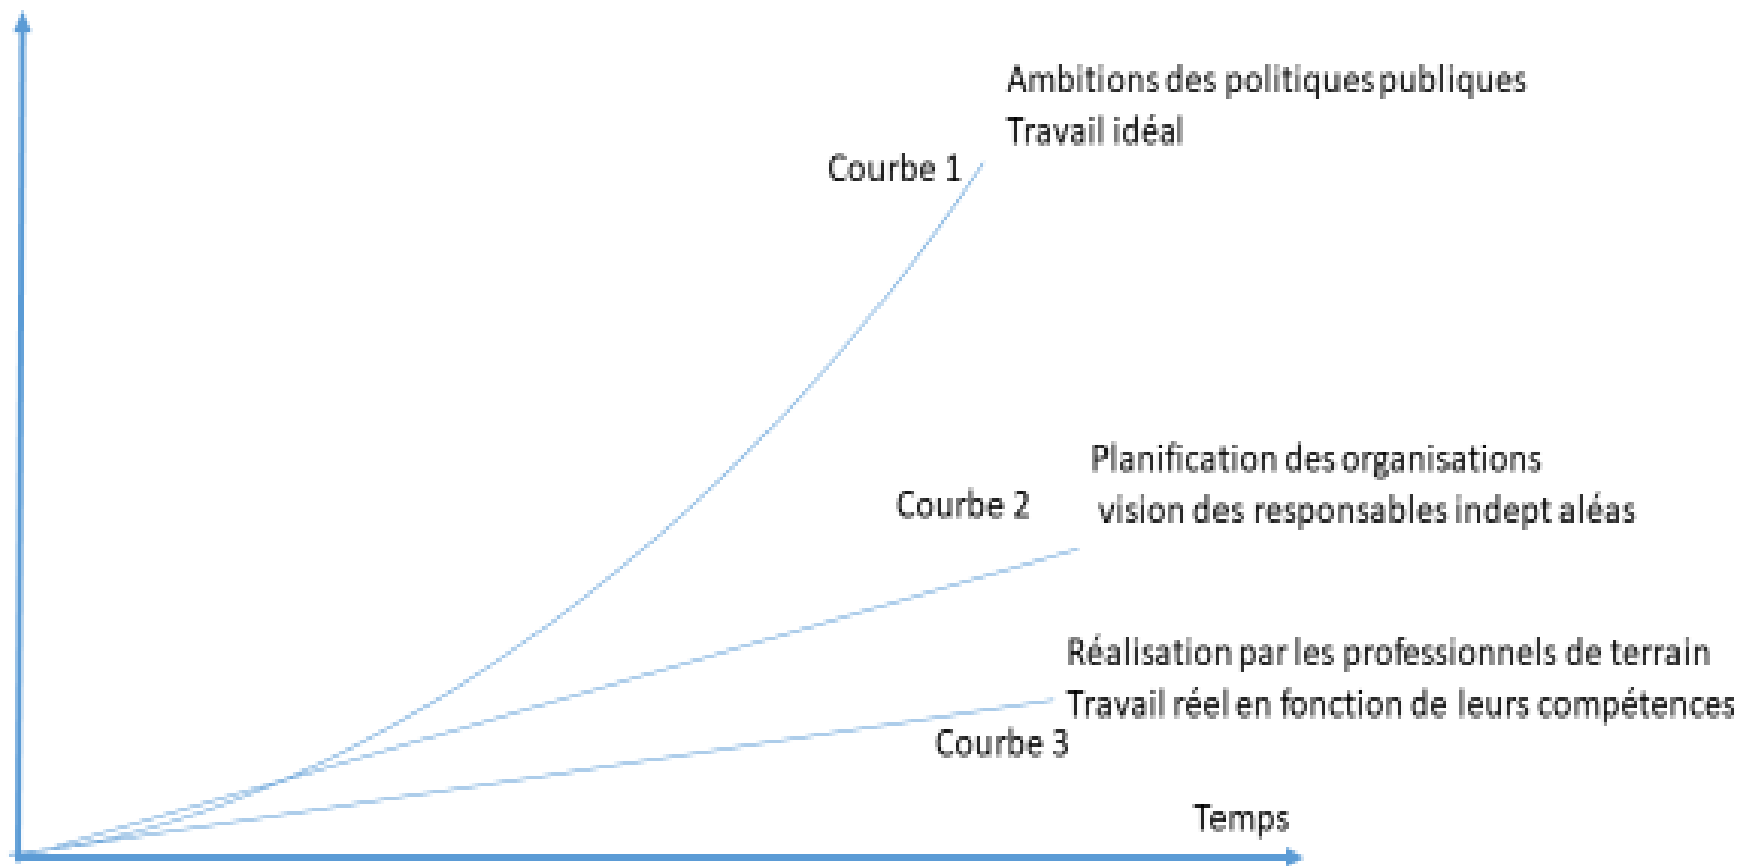 Ambitions des politiques publiques
Travail idéal
Courbe 1
Planification des organisations
Courbe 2
vision des responsables indept aléas
Réalisation par les professionnels de terrain
Travail réel en fonction de leurs compétences
Courbe 3
Temps